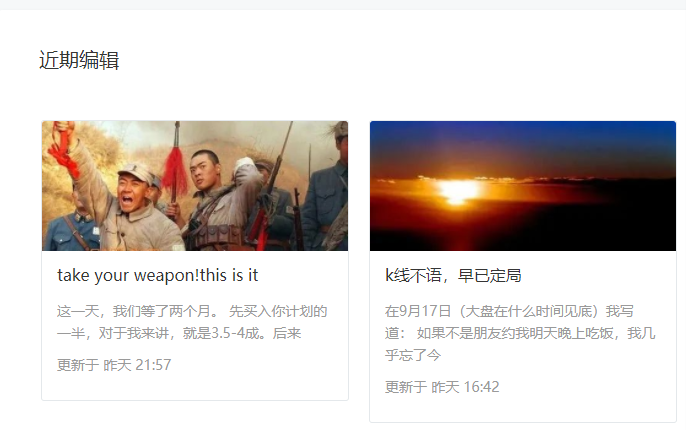 近期编辑
take your weapon!this is it
这一天，我们等了两个月。 先买入你计划的
一半，对于我来讲，就是3.5-4成。后来
更新于 昨天 21:57
k线不语，早已定局
在9月17日（大盘在什么时间见底）我写
道： 如果不是朋友约我明天晚上吃饭，我几
乎忘了今
更新于 昨天 16:42